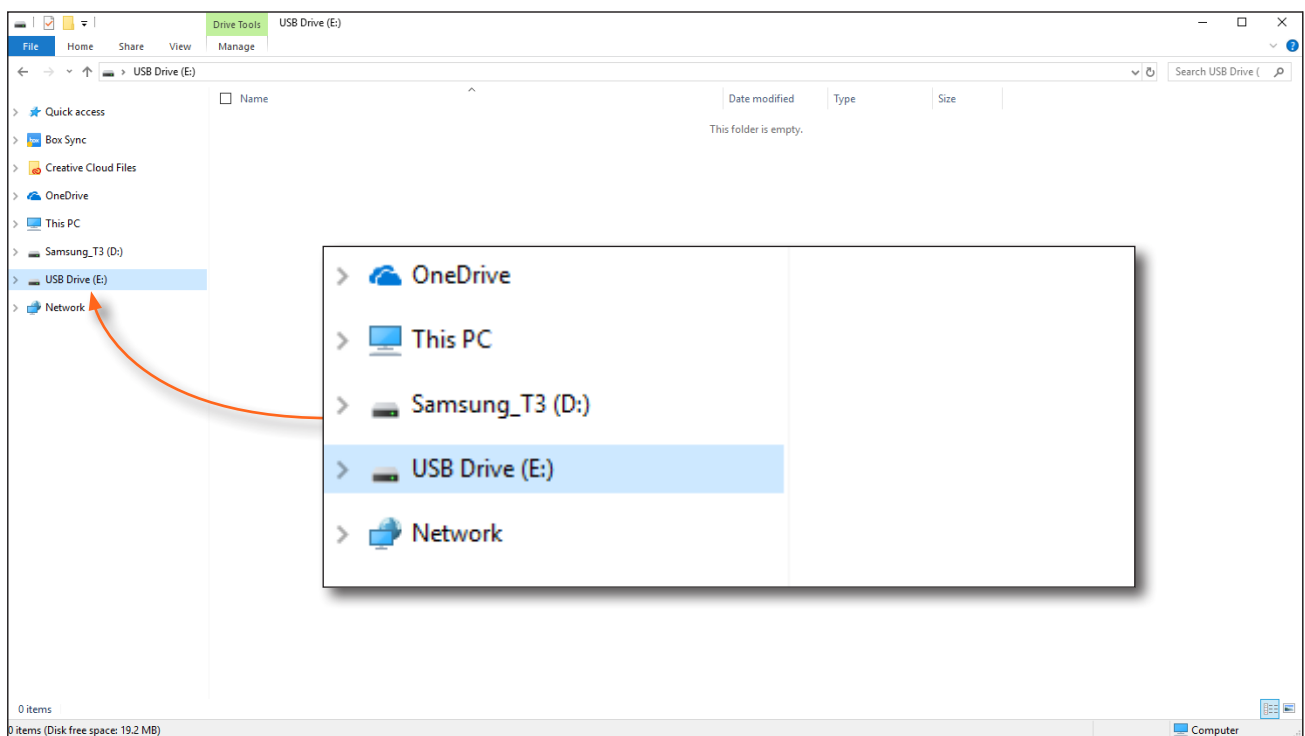 Drive Tools USB Drive (E:)
File Home Share View Manage
USB Drive (E:) Search USB Drive (
Name Date modified Type Size
This folder is empty.
Quick access
box Box Sync
Creative Cloud Files
OneDrive
This PC
Samsung_T3 (D:)
USB Drive (E:)
Network
OneDrive
This PC
Samsung_T3 (D:)
USB Drive (E:)
Network
0 items
0 items (Disk free space: 19.2 MB) Computer